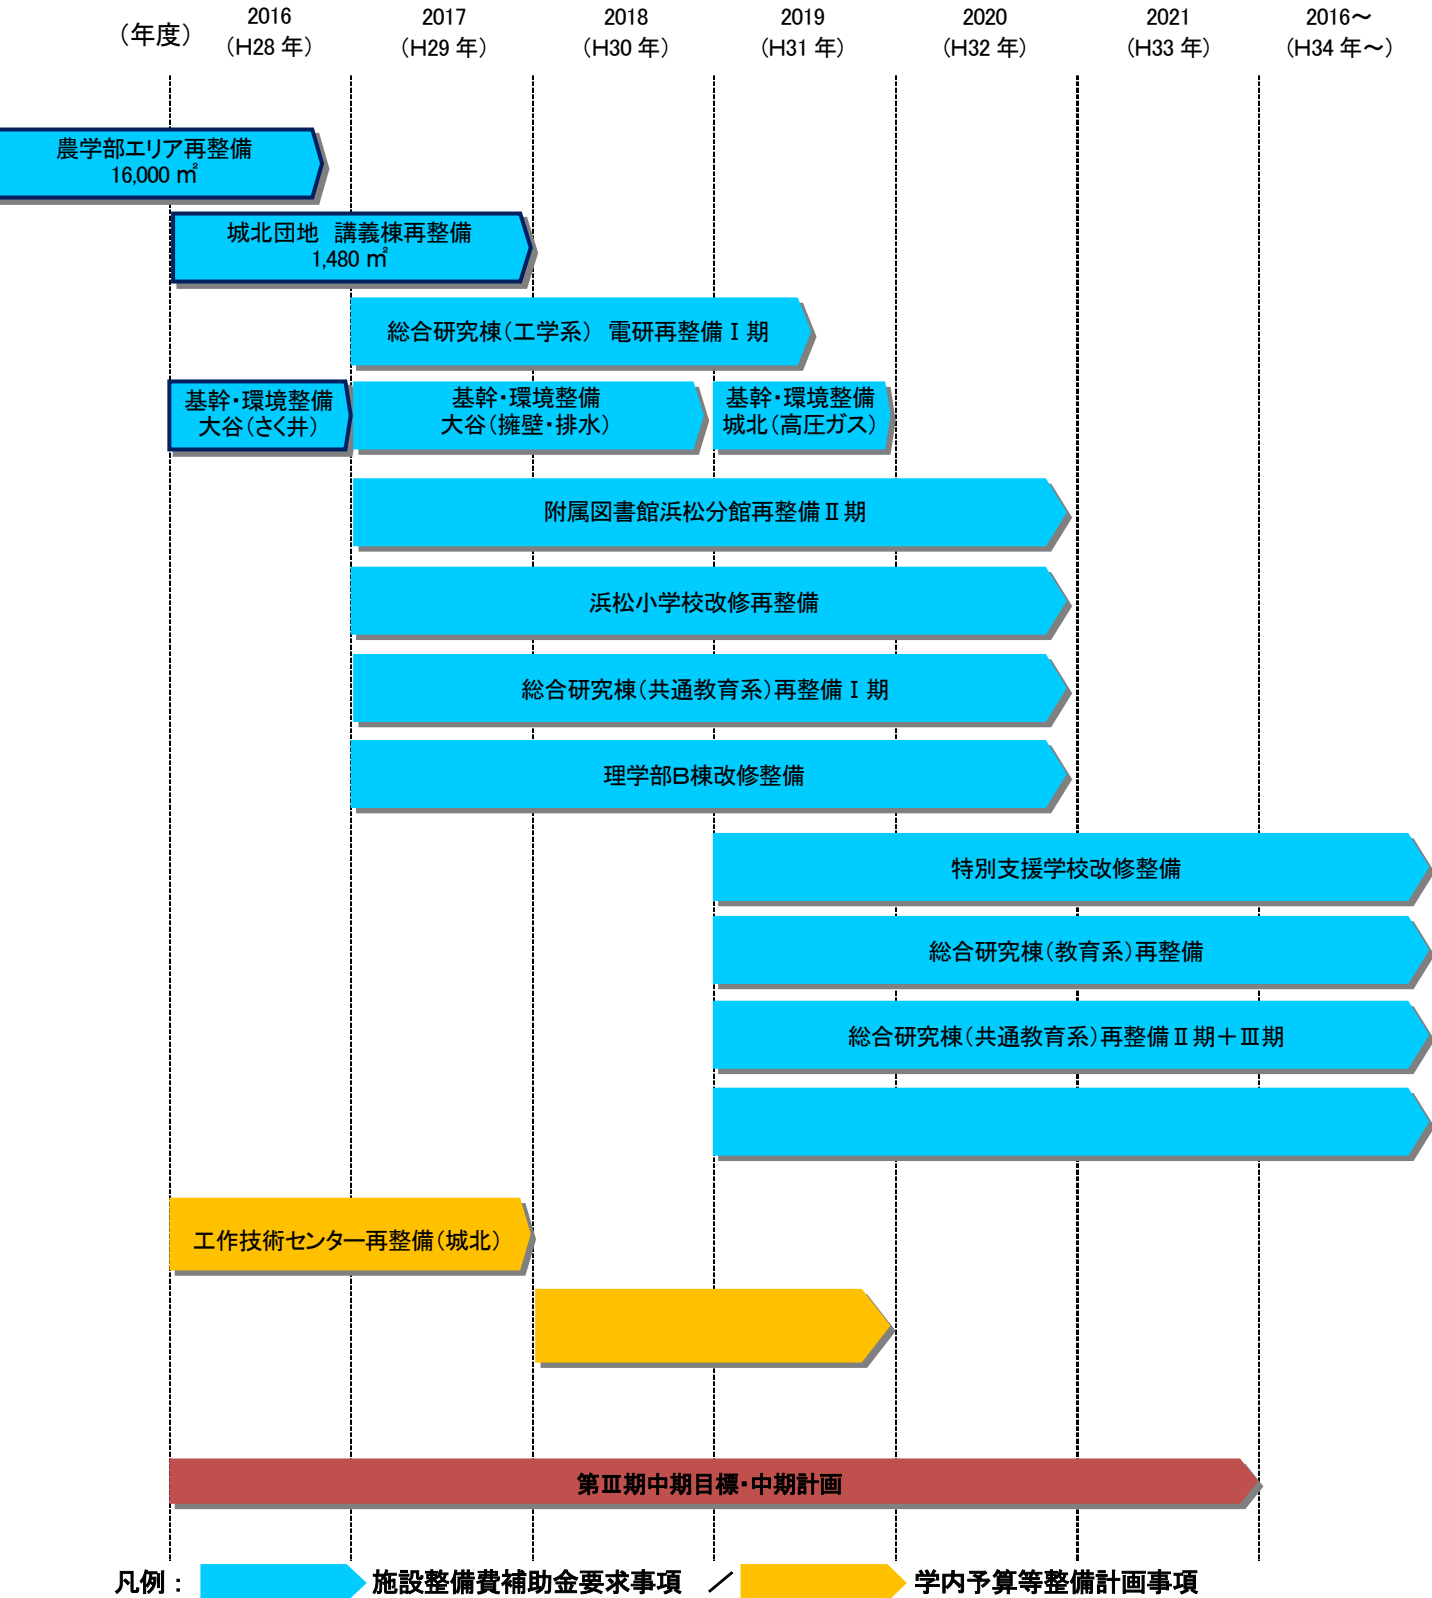 （年度）
2016
（H28 年）
2017
（H29 年）
2018
（H30 年）
2019
（H31 年）
2020
（H32 年）
2021
（H33 年）
2016～
（H34 年～）
農学部エリア再整備
16,000 ㎡
城北団地　講義棟再整備
1,480 ㎡
総合研究棟（工学系）　電研再整備Ⅰ期
基幹・環境整備
大谷（さく井）
基幹・環境整備
大谷（擁壁・排水）
基幹・環境整備
城北（高圧ガス）
附属図書館浜松分館再整備Ⅱ期
浜松小学校改修再整備
総合研究棟（共通教育系）再整備Ⅰ期
理学部B棟改修整備
特別支援学校改修整備
総合研究棟（教育系）再整備
総合研究棟（共通教育系）再整備Ⅱ期＋Ⅲ期
工作技術センター再整備（城北）
第Ⅲ期中期目標・中期計画
凡例： 施設整備費補助金要求事項 ／ 学内予算等整備計画事項